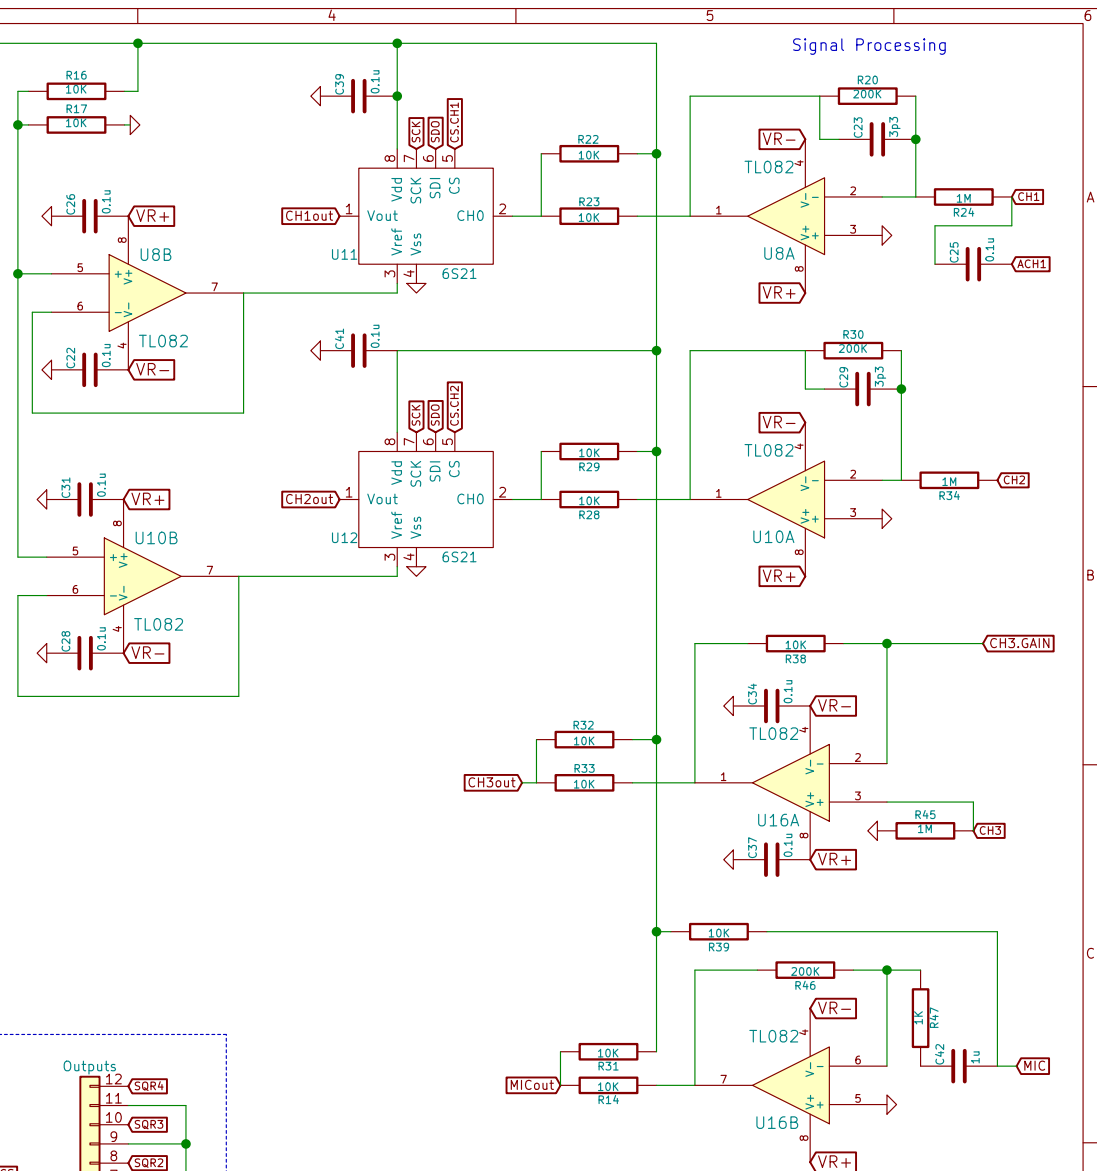 4
5
6
Signal Processing
R16
10K
R17
10K
C39
0.1u
R20
200K
C23
3p3
SCK
SDO
CS.CH1
VR-
TL082
4
R22
10K
8
7
6
5
Vdd
SCK
SDI
CS
A
C26
0.1u
VR+
8
CH1out
1
Vout
CH0
2
R23
10K
1
V-
-
2
1M
R24
CH1
V+
+
3
U8A
8
VR+
C25
0.1u
ACH1
U8B
5
+
V+
6
-
V-
7
4
TL082
C22
0.1u
VR-
Vref
Vss
U11
3
4
6S21
C41
0.1u
R30
200K
C29
3p3
SCK
SDO
CS.CH2
VR-
TL082
4
8
7
6
5
Vdd
SCK
SDI
CS
10K
R29
C31
0.1u
VR+
8
CH2out
1
Vout
CH0
2
10K
R28
1
V-
-
2
1M
R34
CH2
V+
+
3
U10A
8
VR+
U10B
5
+
V+
6
-
V-
7
4
TL082
C28
0.1u
VR-
Vref
Vss
U12
3
4
6S21
B
10K
R38
CH3.GAIN
C34
0.1u
VR-
TL082
4
R32
10K
CH3out
R33
10K
1
V-
-
2
V+
+
3
U16A
8
R45
1M
CH3
C37
0.1u
VR+
10K
R39
C
200K
R46
VR-
TL082
4
1K
R47
C42
1u
MIC
10K
R31
MICout
10K
R14
7
V-
-
6
V+
+
5
U16B
8
VR+
Outputs
12
SQR4
11
10
SQR3
9
8
SQR2